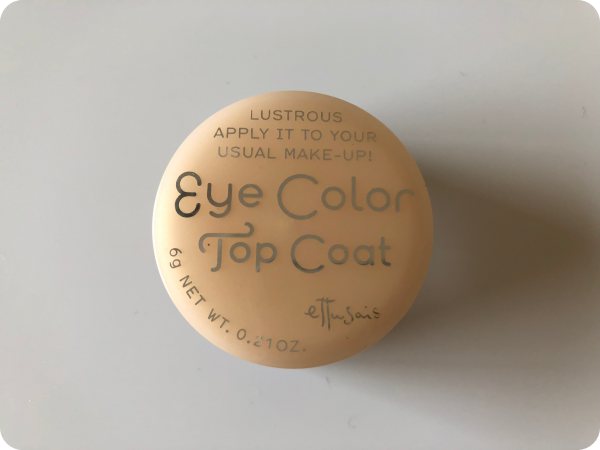 LUSTROUS
APPLY IT TO YOUR
USUAL MAKE-UP!
Eye Color
Top Coat
ettusais
6g NET WT. 0.21OZ.